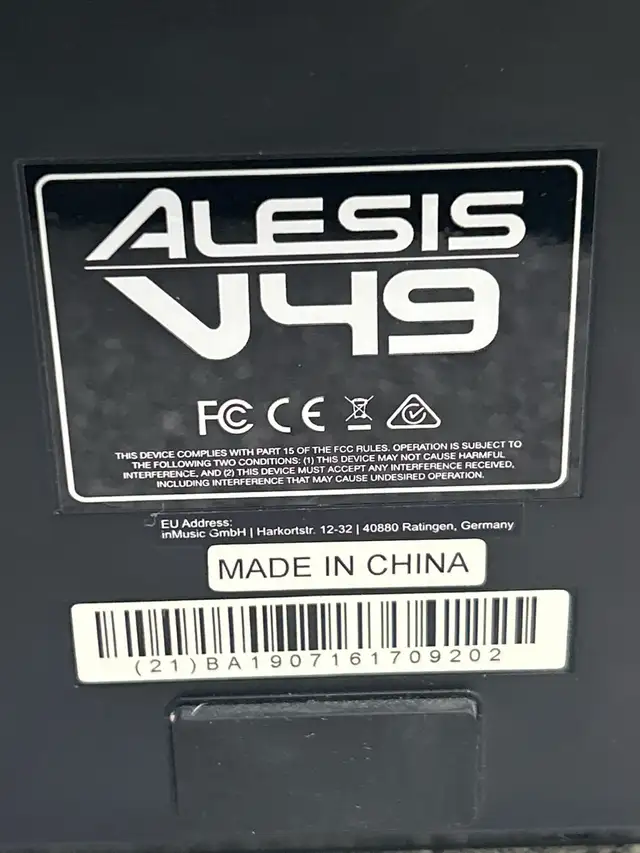 ALESIS
V49
FC CE
THIS DEVICE COMPLIES WITH PART 15 OF THE FCC RULES. OPERATION IS SUBJECT TO
THE FOLLOWING TWO CONDITIONS: (1) THIS DEVICE MAY NOT CAUSE HARMFUL
INTERFERENCE, AND (2) THIS DEVICE MUST ACCEPT ANY INTERFERENCE RECEIVED,
INCLUDING INTERFERENCE THAT MAY CAUSE UNDESIRED OPERATION.
EU Address:
inMusic GmbH | Harkortstr. 12-32 | 40880 Ratingen, Germany
MADE IN CHINA
(21)BA1907161709202